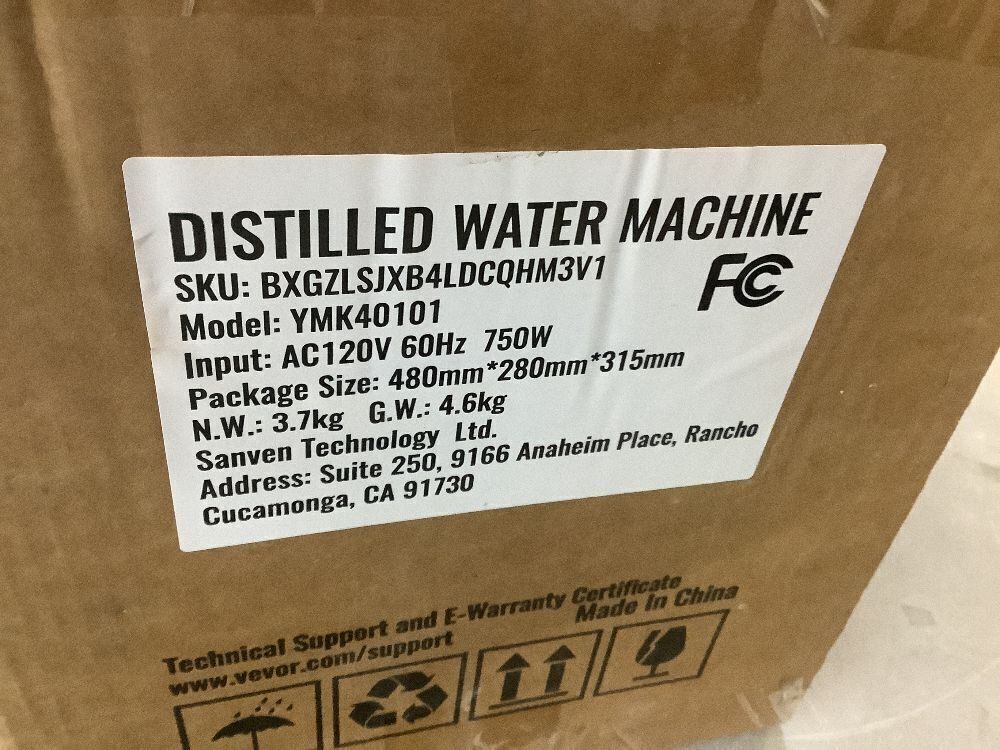 DISTILLED WATER MACHINE
SKU: BXGZLSJXB4LDCQHM3V1
FC
Model: YMK40101
Input: AC120V 60Hz 750W
Package Size: 480mm*280mm*315mm
N.W.: 3.7kg G.W.: 4.6kg
Sanven Technology Ltd.
Address: Suite 250, 9166 Anaheim Place, Rancho
Cucamonga, CA 91730
Technical Support and E-Warranty Certificate
www.vevor.com/support Made In China